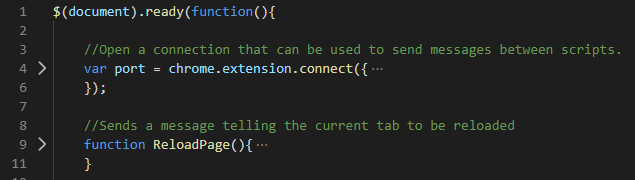 1 $(document).ready(function(){
2
3 //Open a connection that can be used to send messages between scripts.
4 var port = chrome.extension.connect({···
6 });
7
8 //Sends a message telling the current tab to be reloaded
9 function ReloadPage(){···
11 }